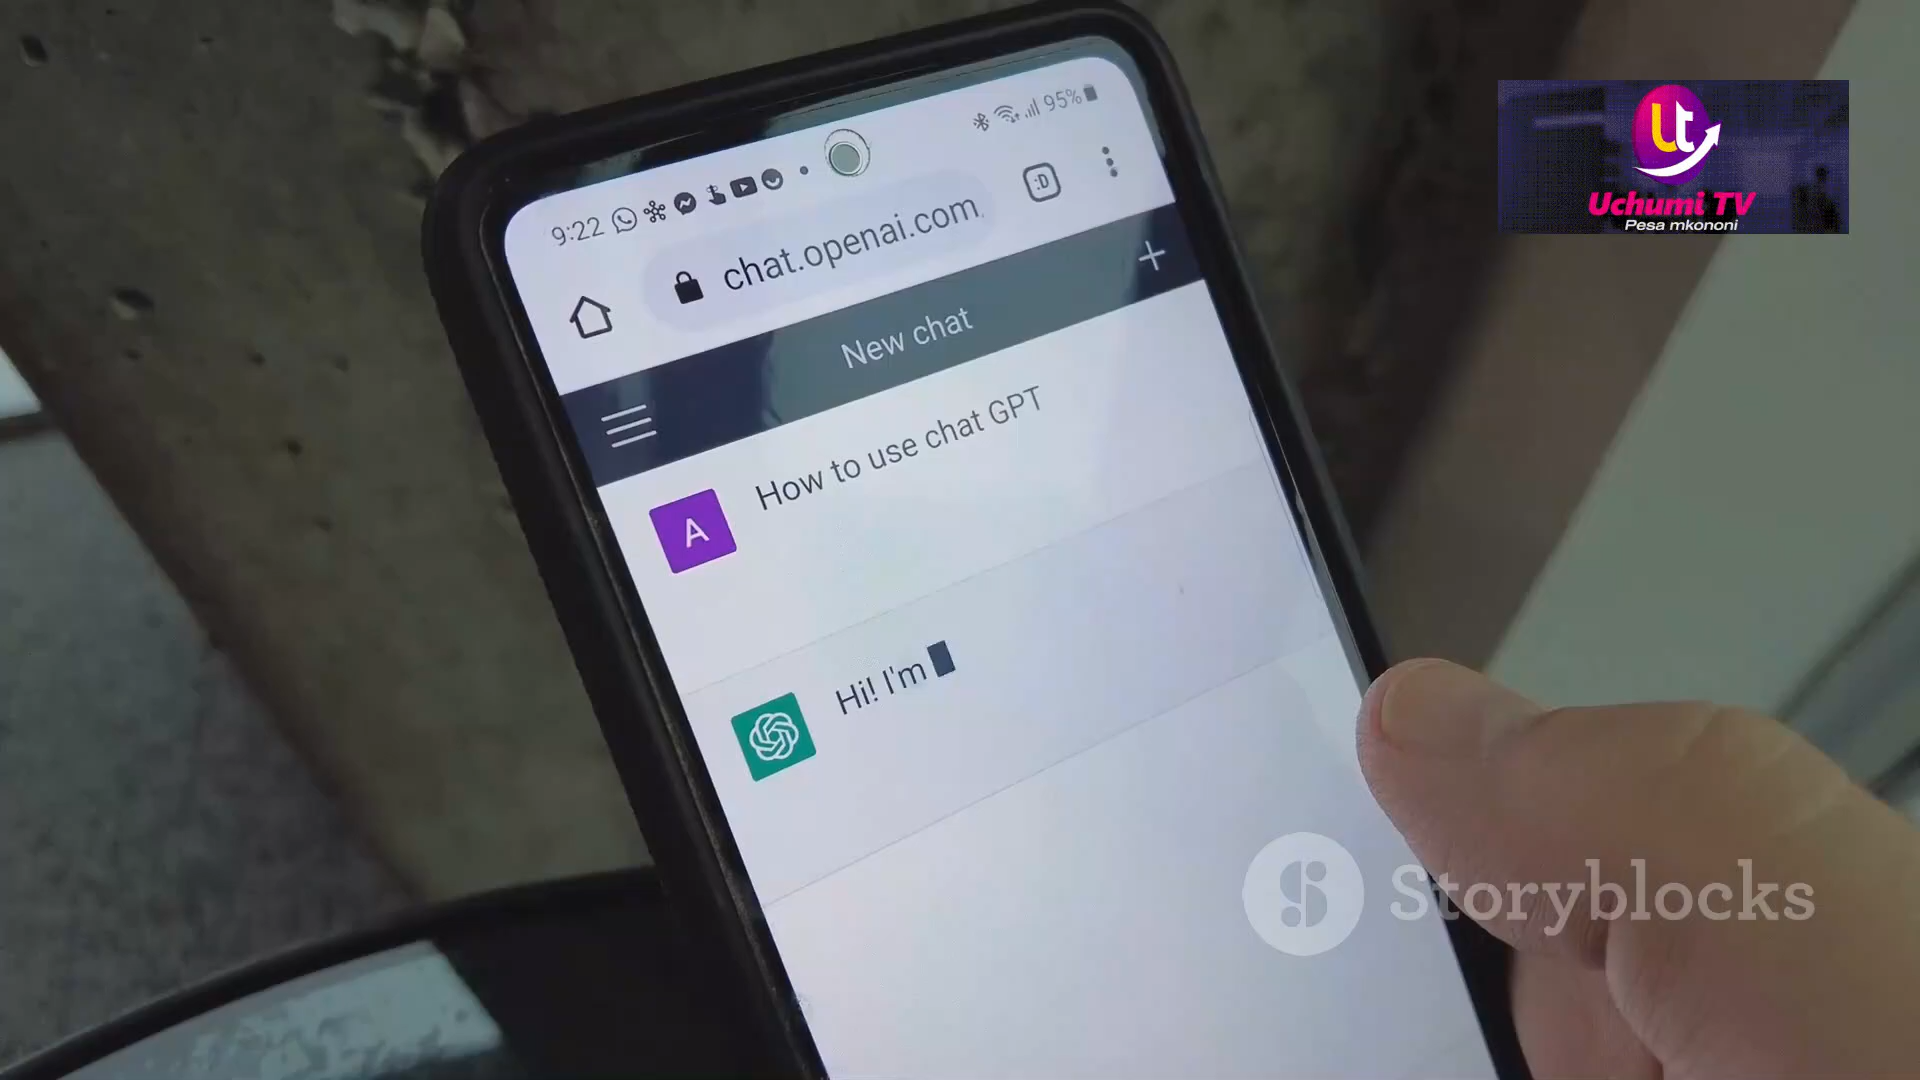 9:22
95%
chat.openai.com
:D
New chat
How to use chat GPT
A
Hi! I'm
Ut
Uchumi TV
Pesa mkononi
Storyblocks